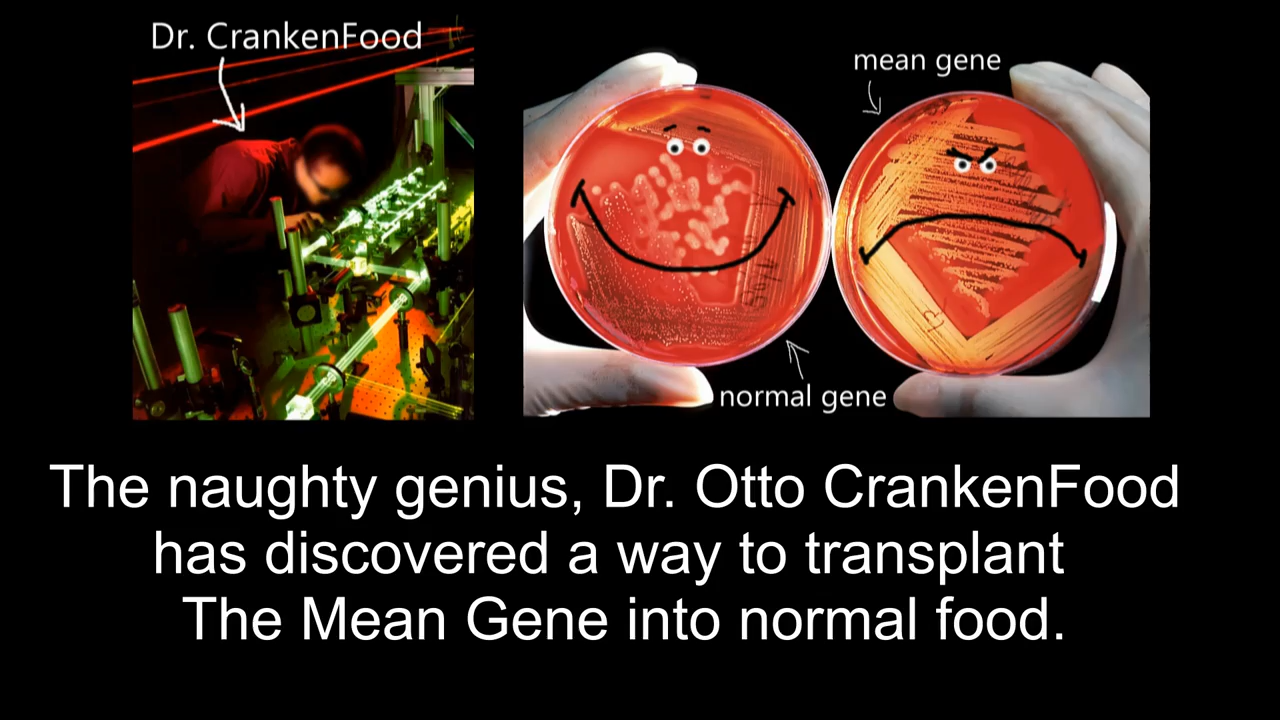 Dr. CrankenFood
mean gene
normal gene
The naughty genius, Dr. Otto CrankenFood
has discovered a way to transplant
The Mean Gene into normal food.